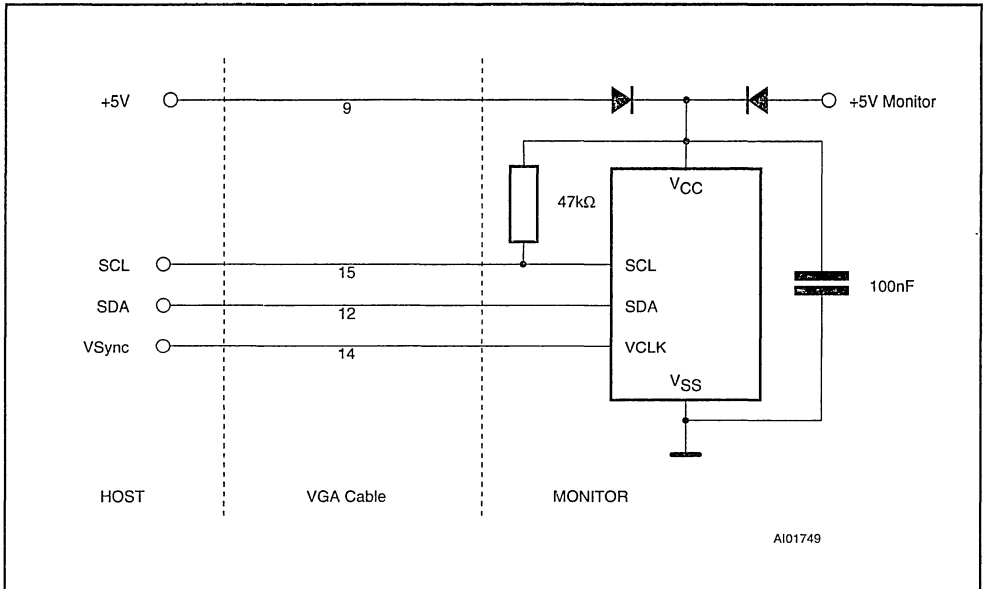 +5V
9
+5V Monitor
VCC
47kΩ
SCL
15
SCL
100nF
SDA
12
SDA
VSync
14
VCLK
VSS
HOST
VGA Cable
MONITOR
AI01749